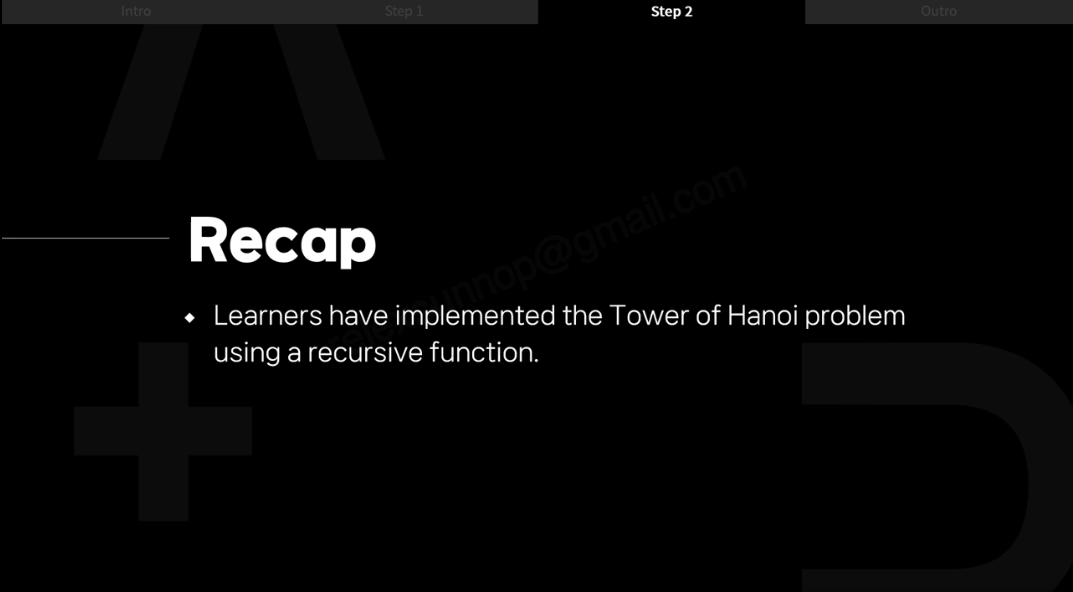 Intro
Step 1
Step 2
Outro
Recap
Learners have implemented the Tower of Hanoi problem
using a recursive function.